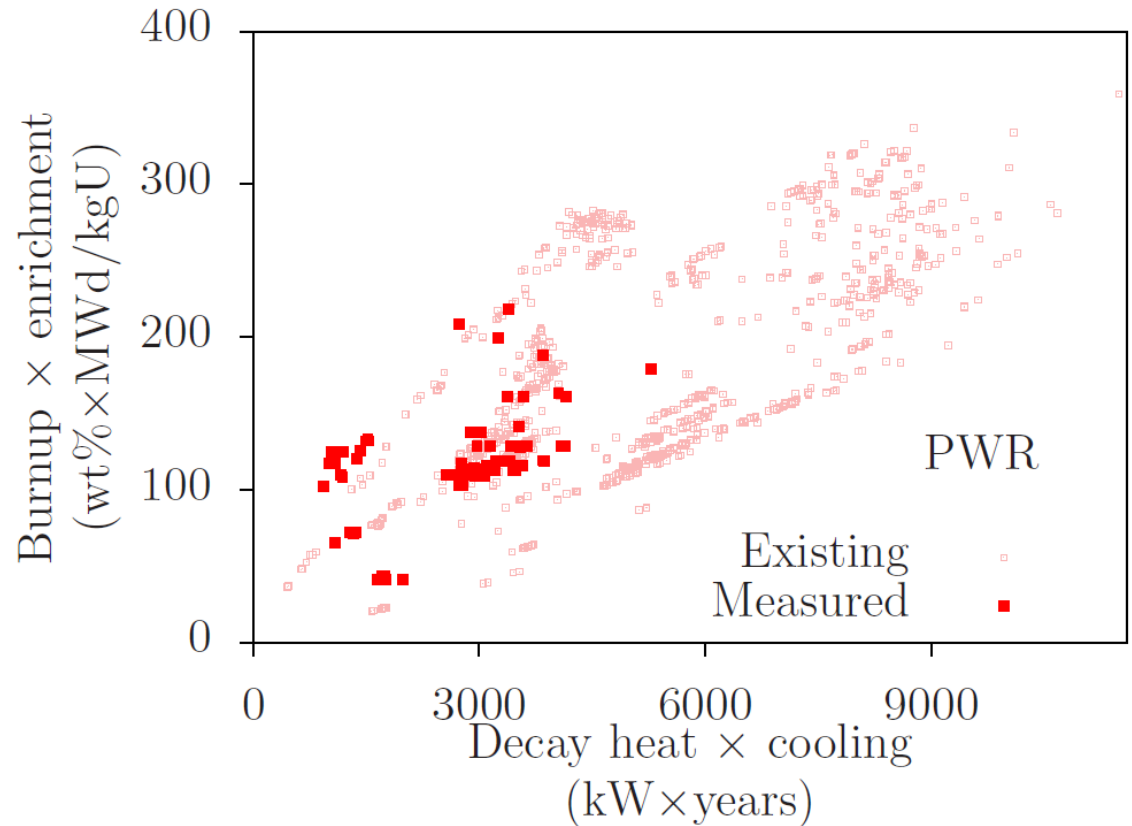 400
300
200
100
0
Burnup × enrichment
(wt%×MWd/kgU)
PWR
Existing
Measured
0 3000 6000 9000
Decay heat × cooling
(kW×years)